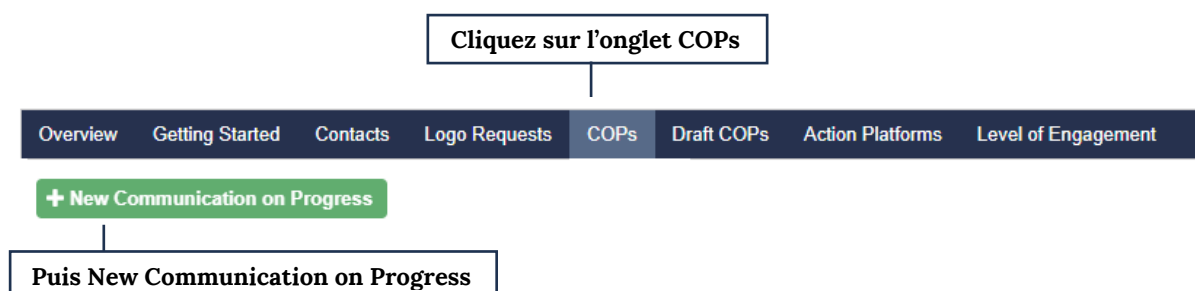 Cliquez sur l’onglet COPs
Overview Getting Started Contacts Logo Requests COPs Draft COPs Action Platforms Level of Engagement
+ New Communication on Progress
Puis New Communication on Progress